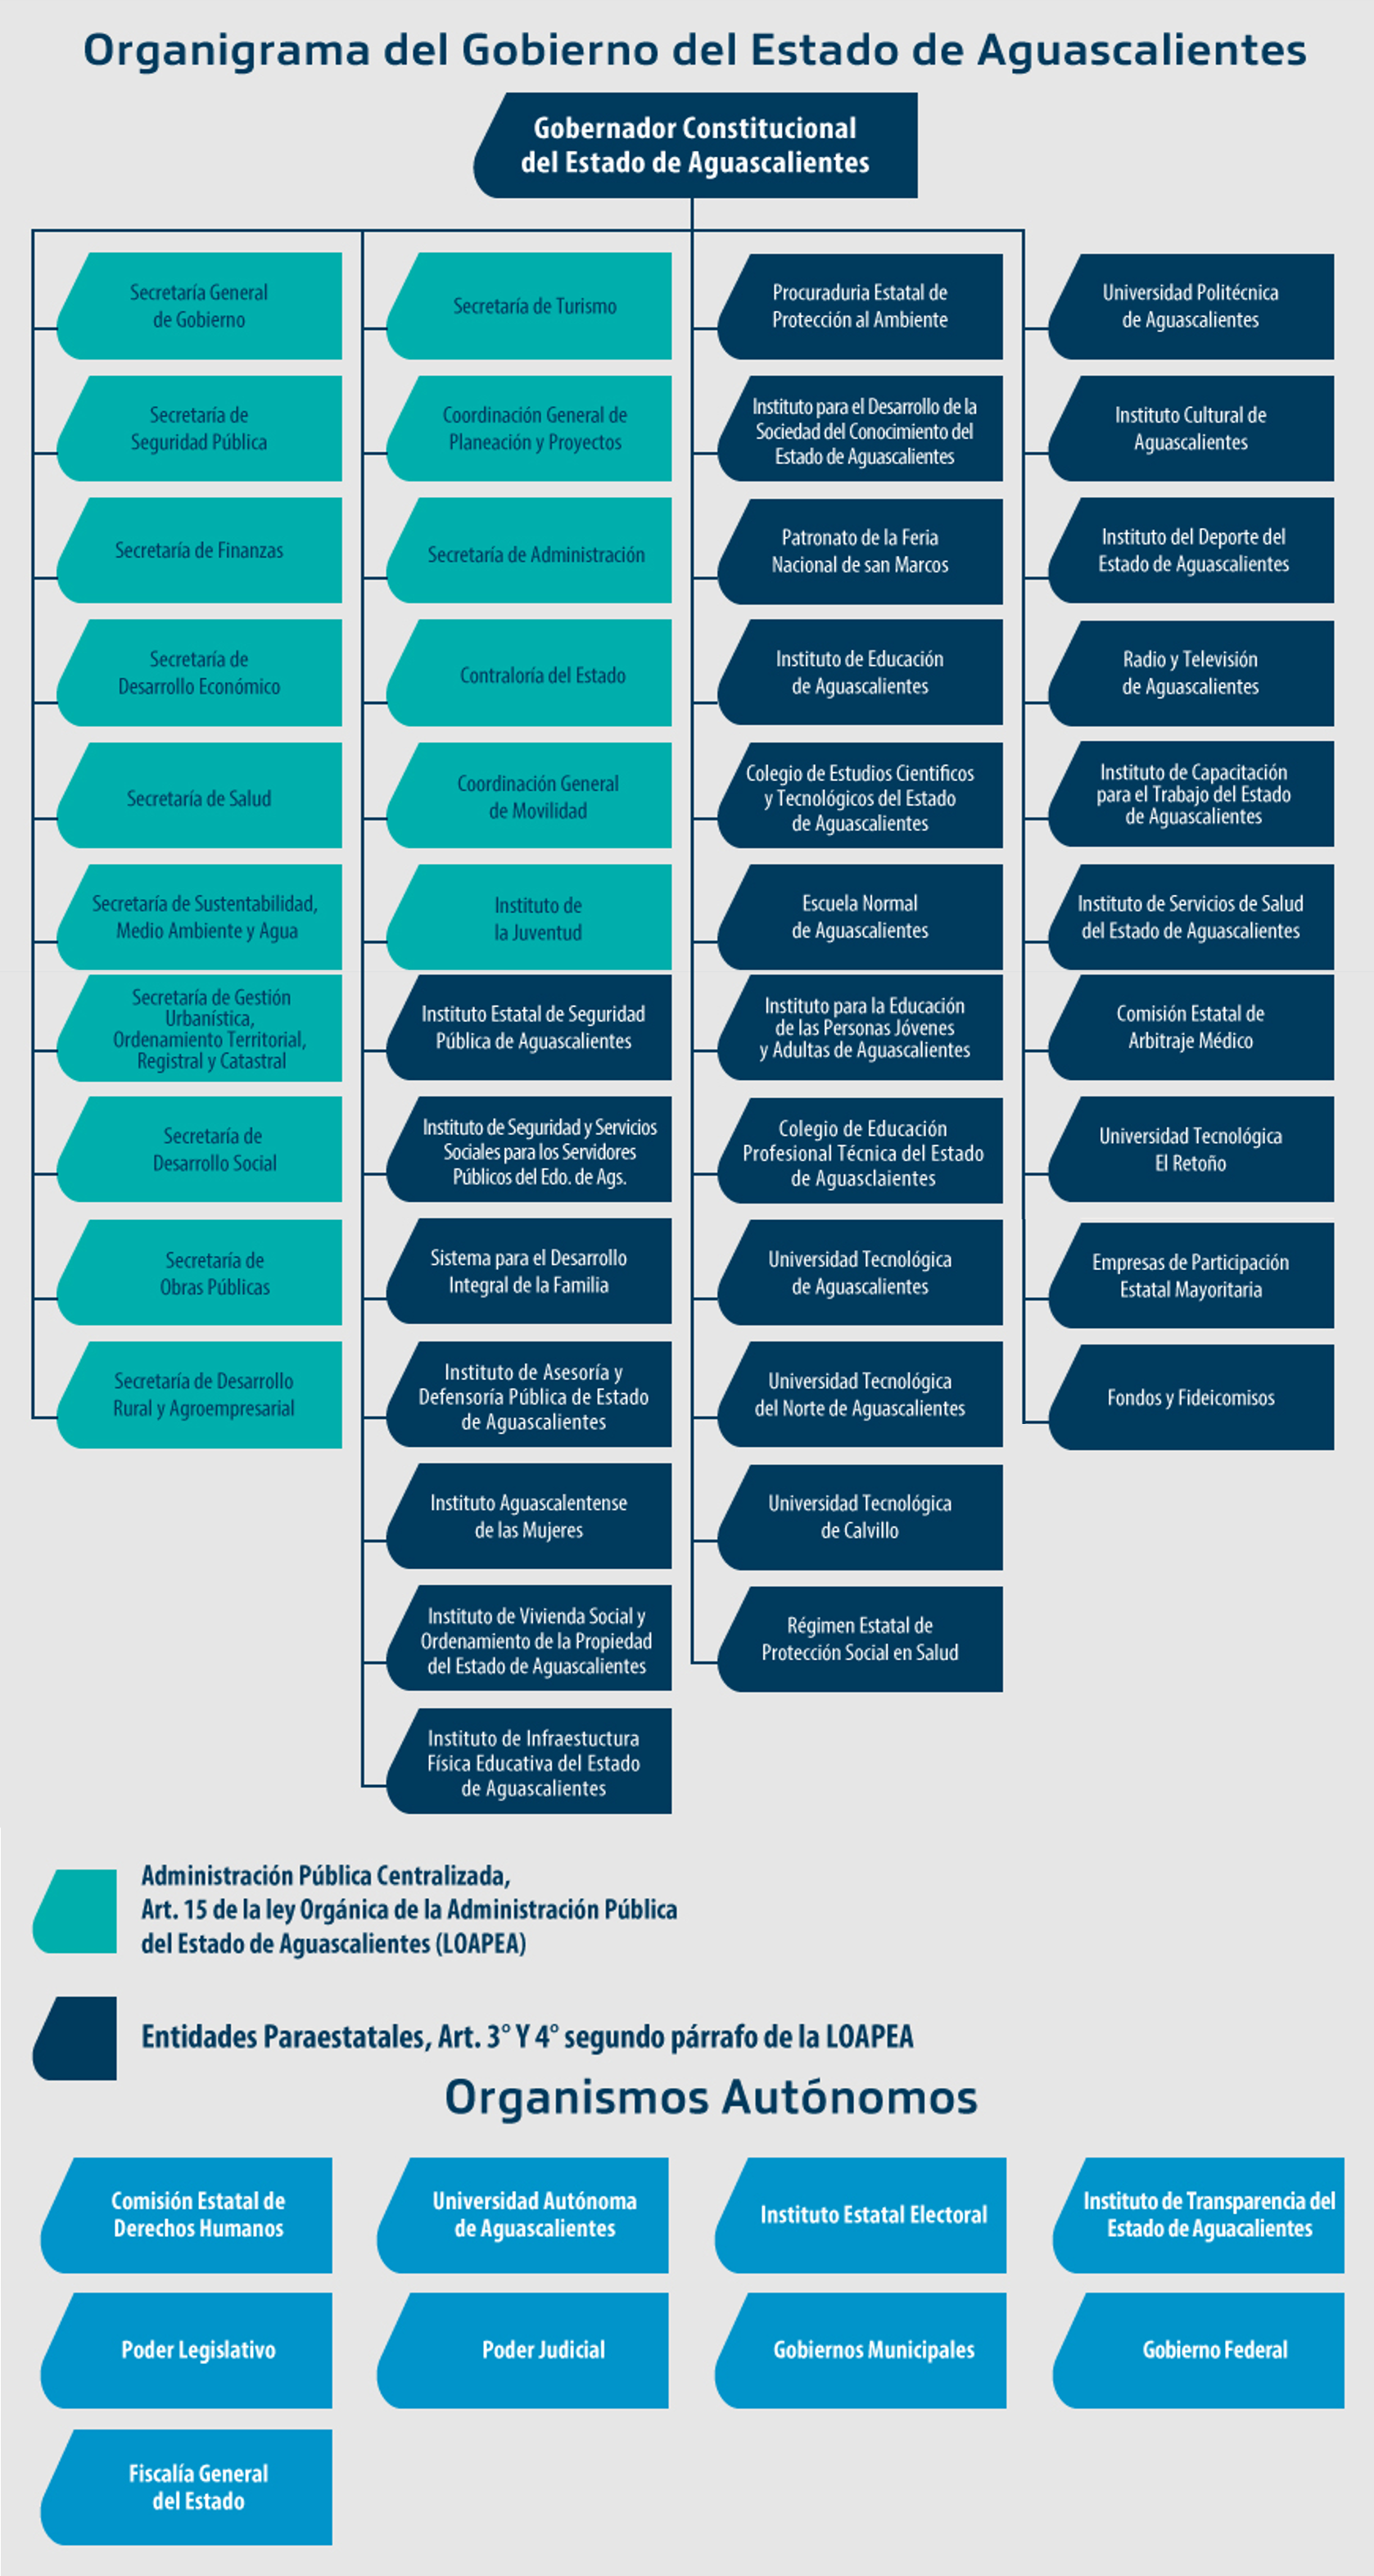 Organigrama del Gobierno del Estado de Aguascalientes
Gobernador Constitucional
del Estado de Aguascalientes
Secretaría General
de Gobierno
Secretaría de
Seguridad Pública
Secretaría de Finanzas
Secretaría de
Desarrollo Económico
Secretaría de Salud
Secretaría de Sustentabilidad,
Medio Ambiente y Agua
Secretaría de Gestión
Urbanística,
Ordenamiento Territorial,
Registral y Catastral
Secretaría de
Desarrollo Social
Secretaría de
Obras Públicas
Secretaría de Desarrollo
Rural y Agroempresarial
Secretaría de Turismo
Coordinación General de
Planeación y Proyectos
Secretaría de Administración
Contraloría del Estado
Coordinación General
de Movilidad
Instituto de
la Juventud
Instituto Estatal de Seguridad
Pública de Aguascalientes
Instituto de Seguridad y Servicios
Sociales para los Servidores
Públicos del Edo. de Ags.
Sistema para el Desarrollo
Integral de la Familia
Instituto de Asesoría y
Defensoría Pública de Estado
de Aguascalientes
Instituto Aguascalentense
de las Mujeres
Instituto de Vivienda Social y
Ordenamiento de la Propiedad
del Estado de Aguascalientes
Instituto de Infraestuctura
Física Educativa del Estado
de Aguascalientes
Procuraduria Estatal de
Protección al Ambiente
Instituto para el Desarrollo de la
Sociedad del Conocimiento del
Estado de Aguascalientes
Patronato de la Feria
Nacional de san Marcos
Instituto de Educación
de Aguascalientes
Colegio de Estudios Cientificos
y Tecnológicos del Estado
de Aguascalientes
Escuela Normal
de Aguascalientes
Instituto para la Educación
de las Personas Jóvenes
y Adultas de Aguascalientes
Colegio de Educación
Profesional Técnica del Estado
de Aguasclaientes
Universidad Tecnológica
de Aguascalientes
Universidad Tecnológica
del Norte de Aguascalientes
Universidad Tecnológica
de Calvillo
Régimen Estatal de
Protección Social en Salud
Universidad Politécnica
de Aguascalientes
Instituto Cultural de
Aguascalientes
Instituto del Deporte del
Estado de Aguascalientes
Radio y Televisión
de Aguascalientes
Instituto de Capacitación
para el Trabajo del Estado
de Aguascalientes
Instituto de Servicios de Salud
del Estado de Aguascalientes
Comisión Estatal de
Arbitraje Médico
Universidad Tecnológica
El Retoño
Empresas de Participación
Estatal Mayoritaria
Fondos y Fideicomisos
Administración Pública Centralizada,
Art. 15 de la ley Orgánica de la Administración Pública
del Estado de Aguascalientes (LOAPEA)
Entidades Paraestatales, Art. 3° Y 4° segundo párrafo de la LOAPEA
Organismos Autónomos
Comisión Estatal de
Derechos Humanos
Universidad Autónoma
de Aguascalientes
Instituto Estatal Electoral
Instituto de Transparencia del
Estado de Aguacalientes
Poder Legislativo
Poder Judicial
Gobiernos Municipales
Gobierno Federal
Fiscalía General
del Estado